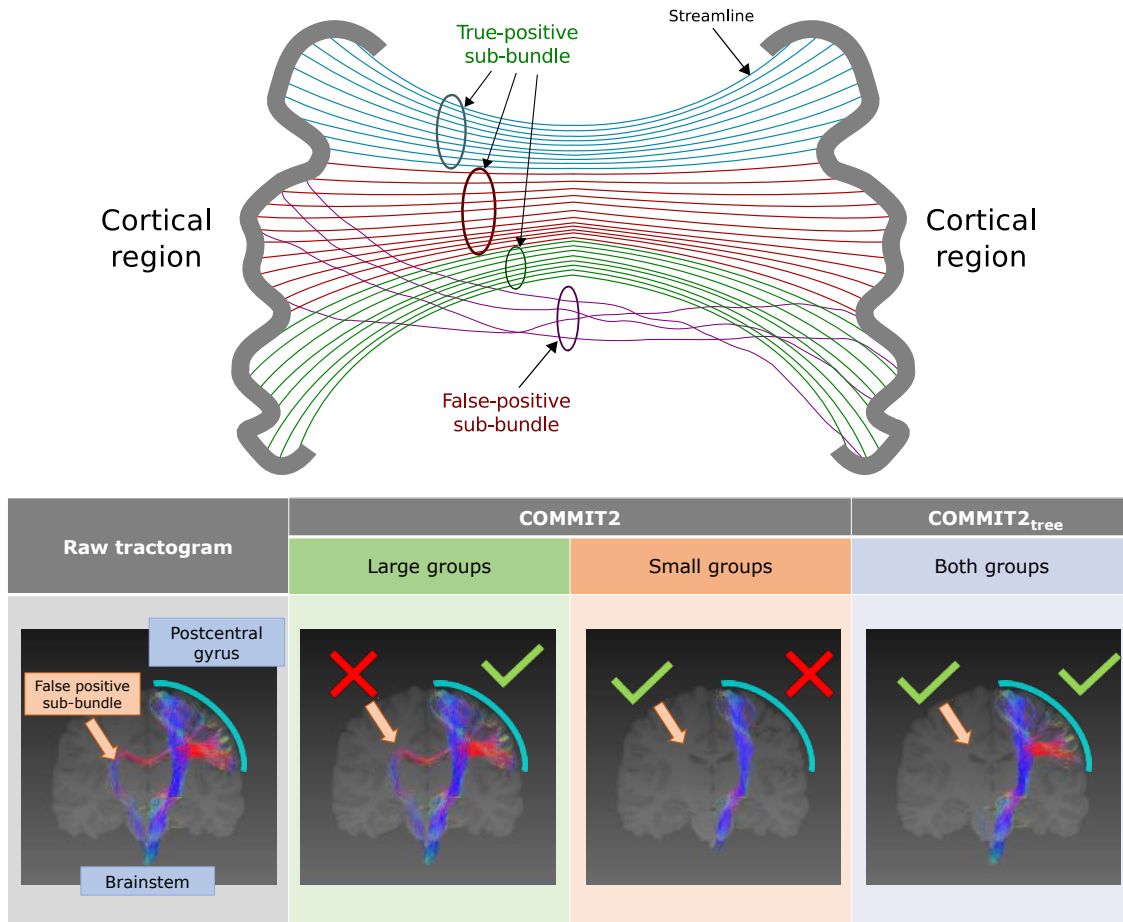 Streamline
True-positive
sub-bundle
Cortical
region
Cortical
region
False-positive
sub-bundle
Raw tractogram
COMMIT2
COMMIT2tree
Large groups
Small groups
Both groups
Postcentral
gyrus
False positive
sub-bundle
Brainstem